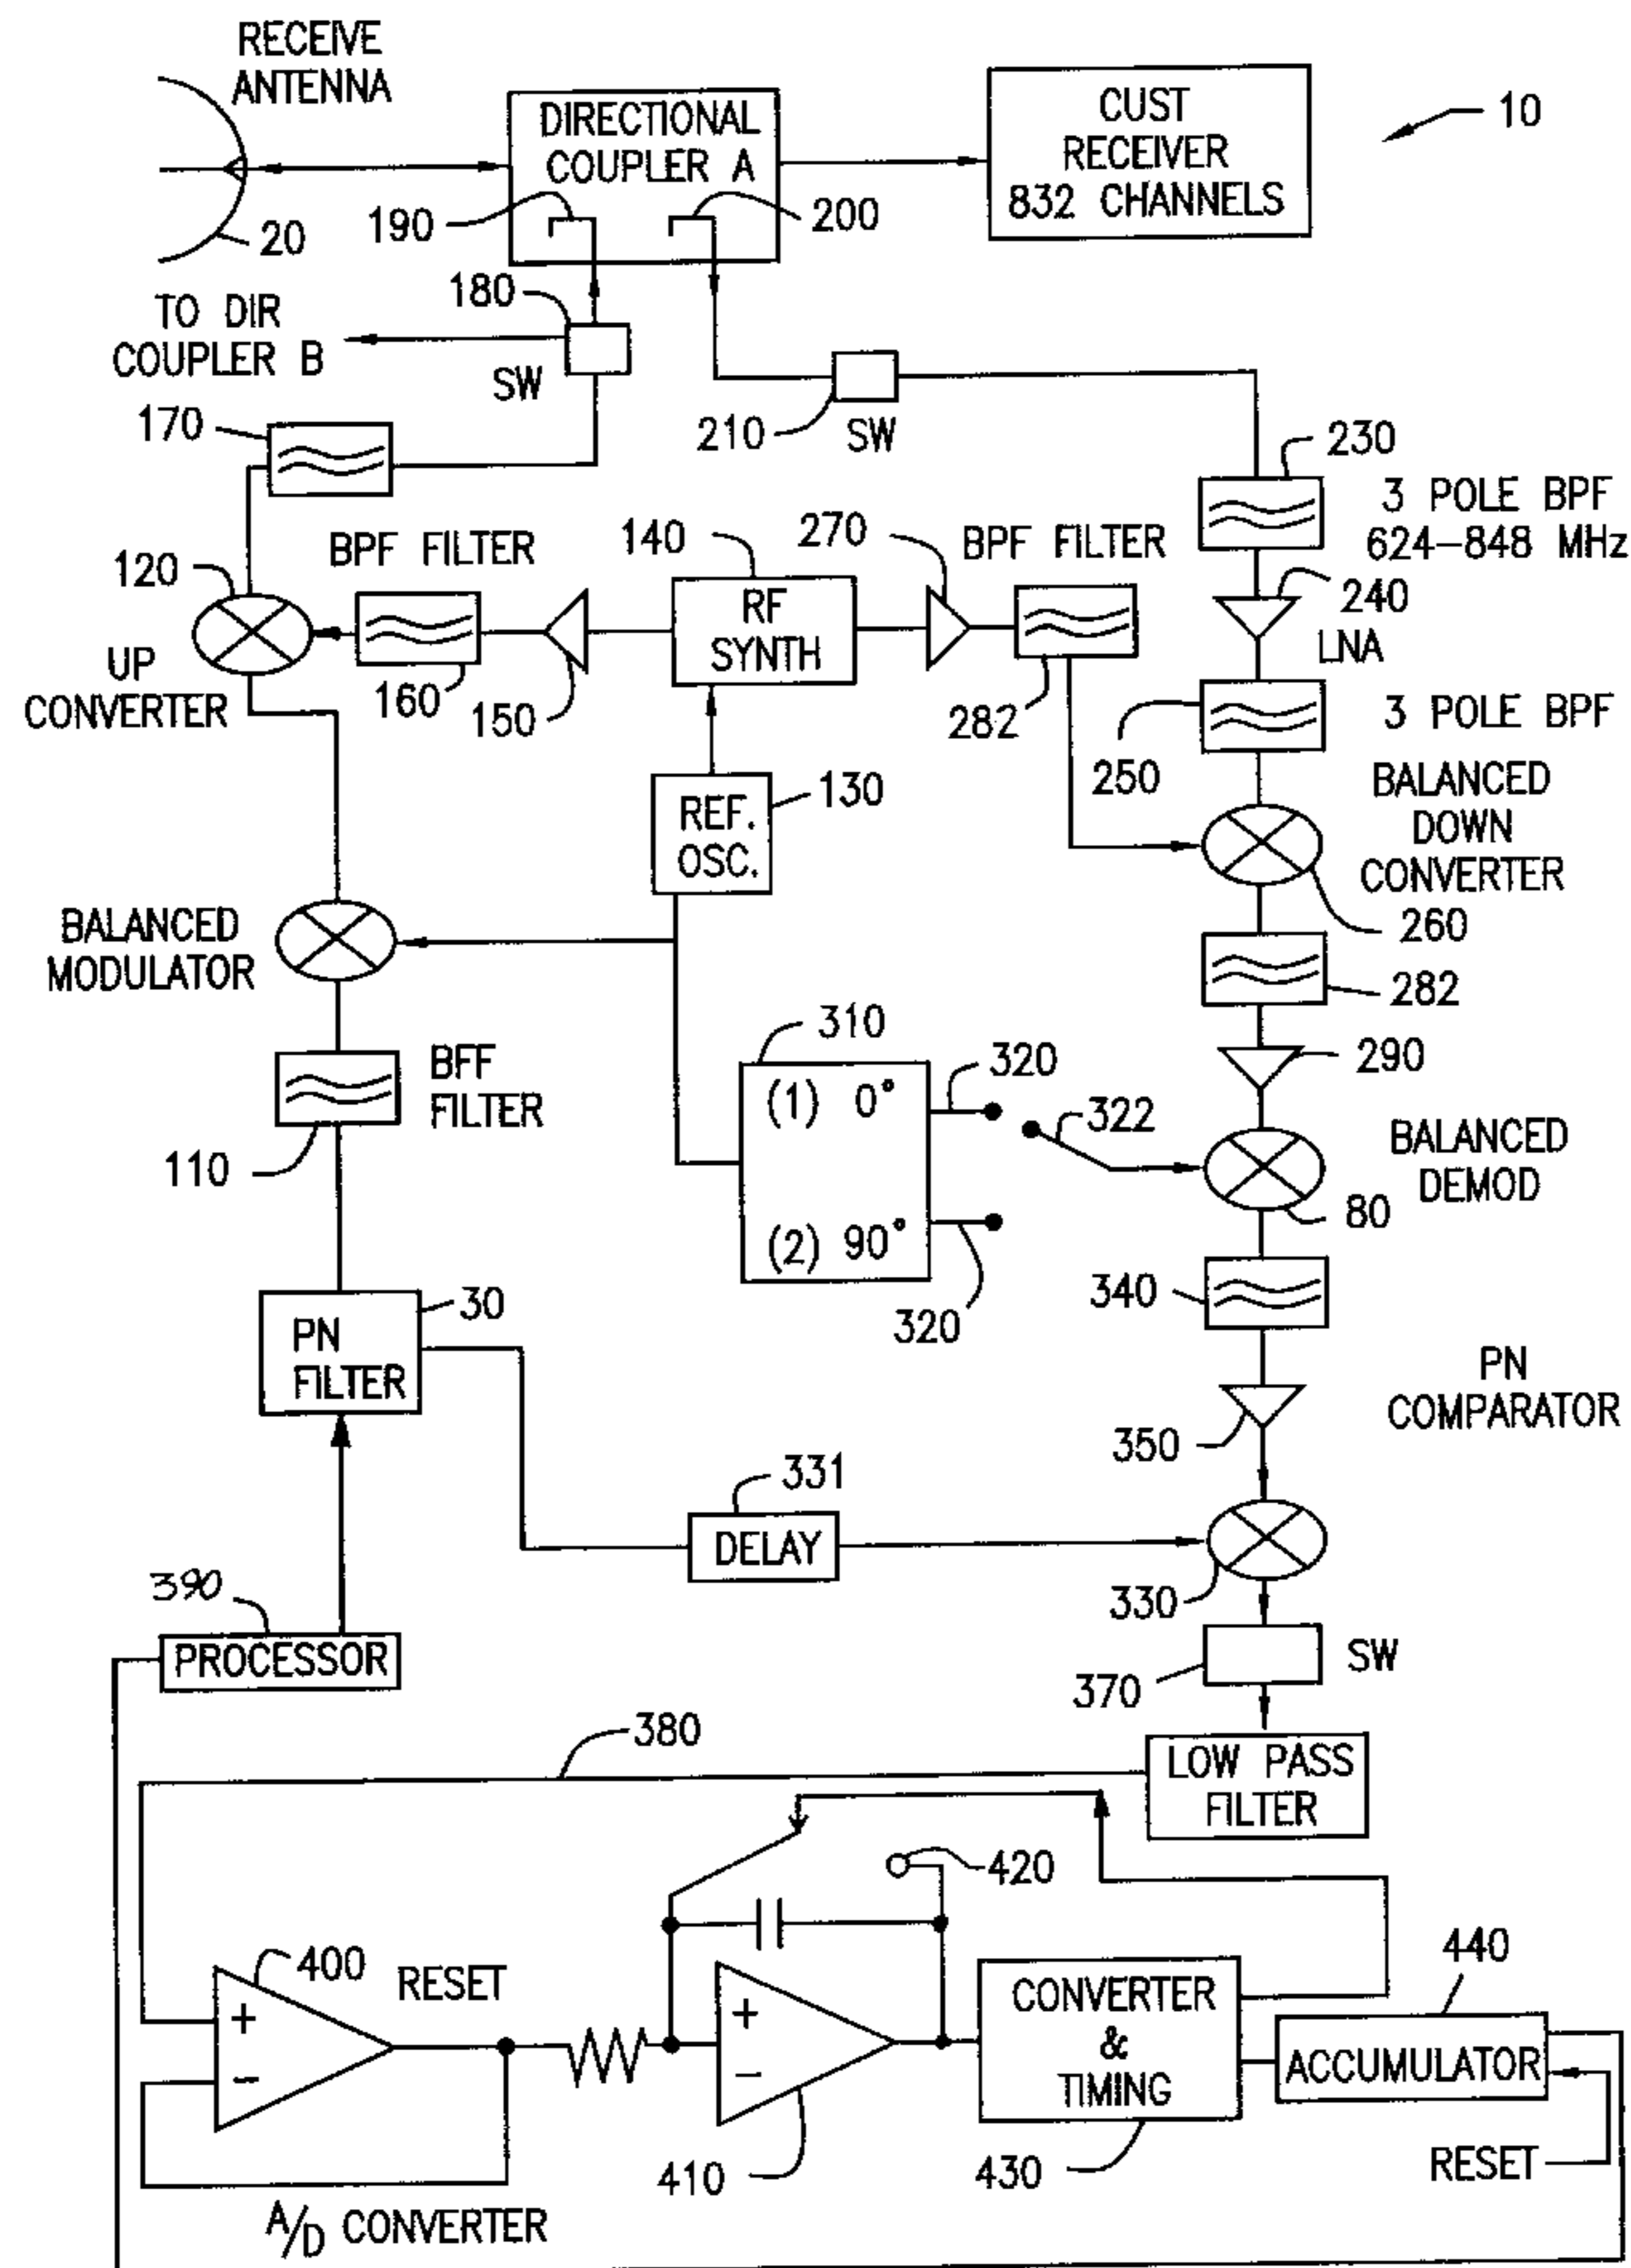 RECEIVE
ANTENNA
20
DIRECTIONAL
COUPLER A
190
200
CUST
RECEIVER
832 CHANNELS
10
TO DIR
COUPLER B
180
SW
210
SW
170
230
3 POLE BPF
624-848 MHz
120
UP
CONVERTER
BPF FILTER
160
150
140
RF
SYNTH
270
BPF FILTER
282
240
LNA
250
3 POLE BPF
130
REF.
OSC.
BALANCED
DOWN
CONVERTER
260
BALANCED
MODULATOR
282
290
310
(1) 0°
(2) 90°
320
320
322
BFF
FILTER
110
BALANCED
DEMOD
80
30
PN
FILTER
340
PN
COMPARATOR
350
331
DELAY
330
390
PROCESSOR
370
SW
380
LOW PASS
FILTER
420
400
RESET
+
-
+
-
410
CONVERTER
&
TIMING
430
440
ACCUMULATOR
RESET
A/D CONVERTER